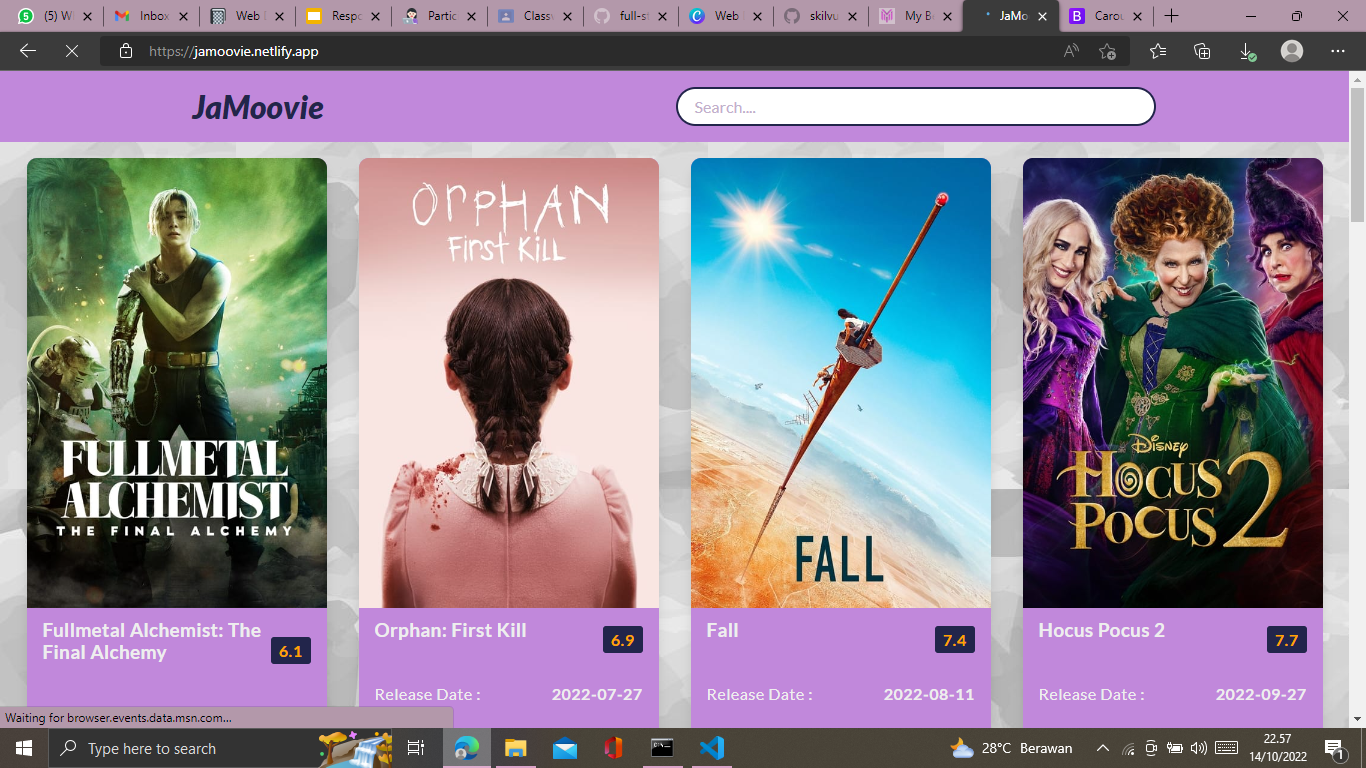 (5) W
Inbox
Web
Respo
Partic
Classw
full-st
Web
skilvu
My Be
JaMo
Carou
https://jamoovie.netlify.app
JaMoovie
Search....
ORPHAN
First Kill
FULLMETAL
ALCHEMIST
THE FINAL ALCHEMY
FALL
Disney
HOCUS
POCUS 2
Fullmetal Alchemist: The
Final Alchemy
6.1
Orphan: First Kill
6.9
Release Date :
2022-07-27
Fall
7.4
Release Date :
2022-08-11
Hocus Pocus 2
7.7
Release Date :
2022-09-27
Waiting for browser.events.data.msn.com...
Type here to search
28°C Berawan
22.57
14/10/2022
1